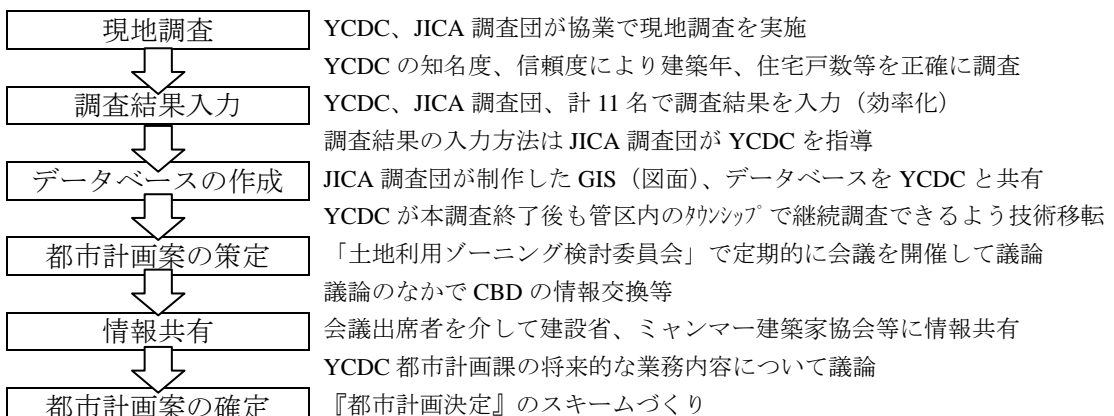 現地調査 YCDC、JICA 調査団が協業で現地調査を実施
YCDC の知名度、信頼度により建築年、住宅戸数等を正確に調査
調査結果入力 YCDC、JICA 調査団、計 11 名で調査結果を入力（効率化）
調査結果の入力方法は JICA 調査団が YCDC を指導
データベースの作成 JICA 調査団が制作した GIS（図面）、データベースを YCDC と共有
YCDC が本調査終了後も管区内のﾀｳﾝｼｯﾌﾟで継続調査できるよう技術移転
都市計画案の策定 「土地利用ゾーニング検討委員会」で定期的に会議を開催して議論
議論のなかで CBD の情報交換等
情報共有 会議出席者を介して建設省、ミャンマー建築家協会等に情報共有
YCDC 都市計画課の将来的な業務内容について議論
都市計画案の確定 『都市計画決定』のスキームづくり